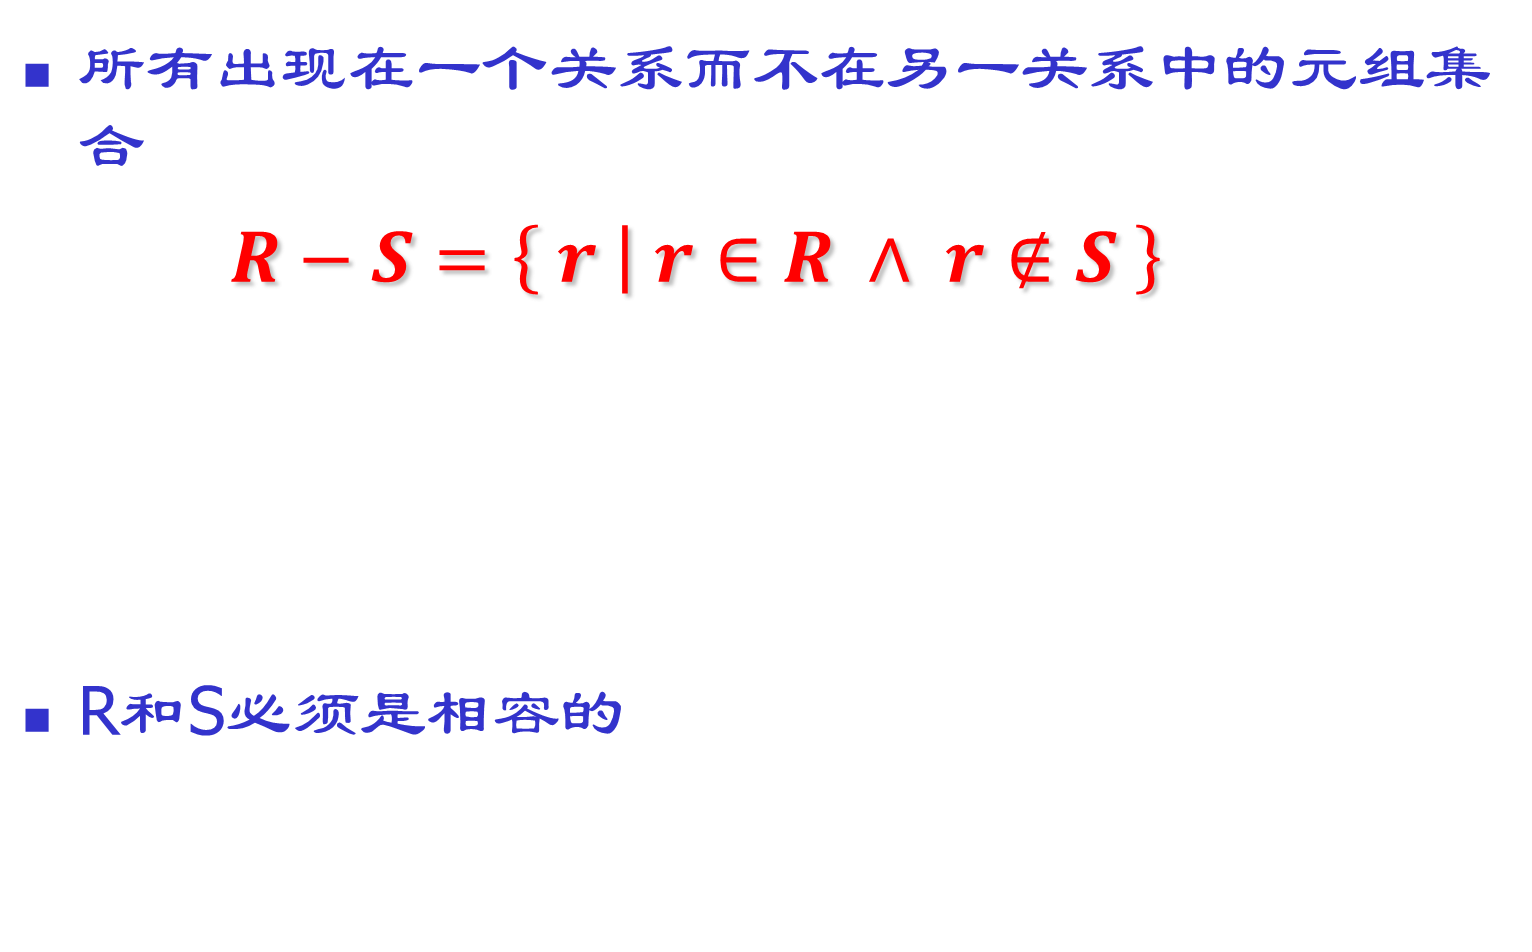 ■ 所有出现在一个关系而不在另一关系中的元组集
合
R − S = { r | r ∈ R ∧ r ∉ S }
■ R和S必须是相容的